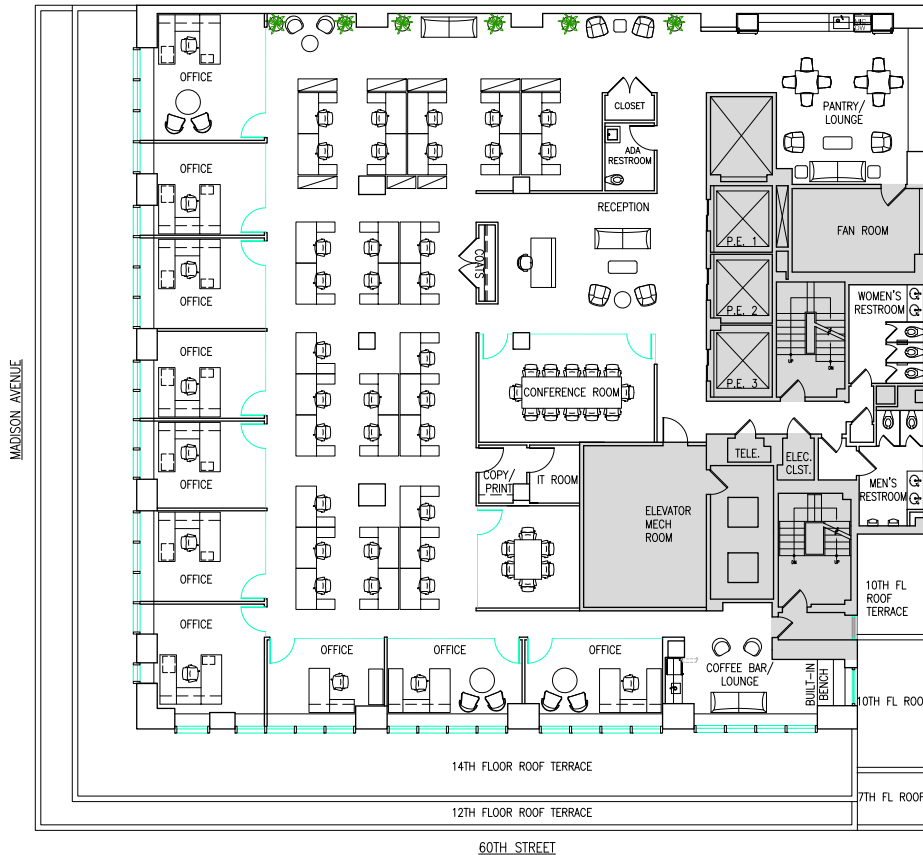 OFFICE
PANTRY/
LOUNGE
CLOSET
ADA
RESTROOM
OFFICE
RECEPTION
FAN ROOM
P.E. 1
COATS
OFFICE
WOMEN'S
RESTROOM
P.E. 2
UP
DN
OFFICE
P.E. 3
CONFERENCE ROOM
MADISON AVENUE
TELE.
ELEC.
CLST.
COPY/
PRINT
IT ROOM
OFFICE
MEN'S
RESTROOM
ELEVATOR
MECH
ROOM
DN
UP
OFFICE
10TH FL
ROOF
TERRACE
OFFICE
OFFICE
OFFICE
OFFICE
COFFEE BAR/
LOUNGE
BUILT-IN
BENCH
10TH FL ROO
14TH FLOOR ROOF TERRACE
7TH FL ROOF
12TH FLOOR ROOF TERRACE
60TH STREET